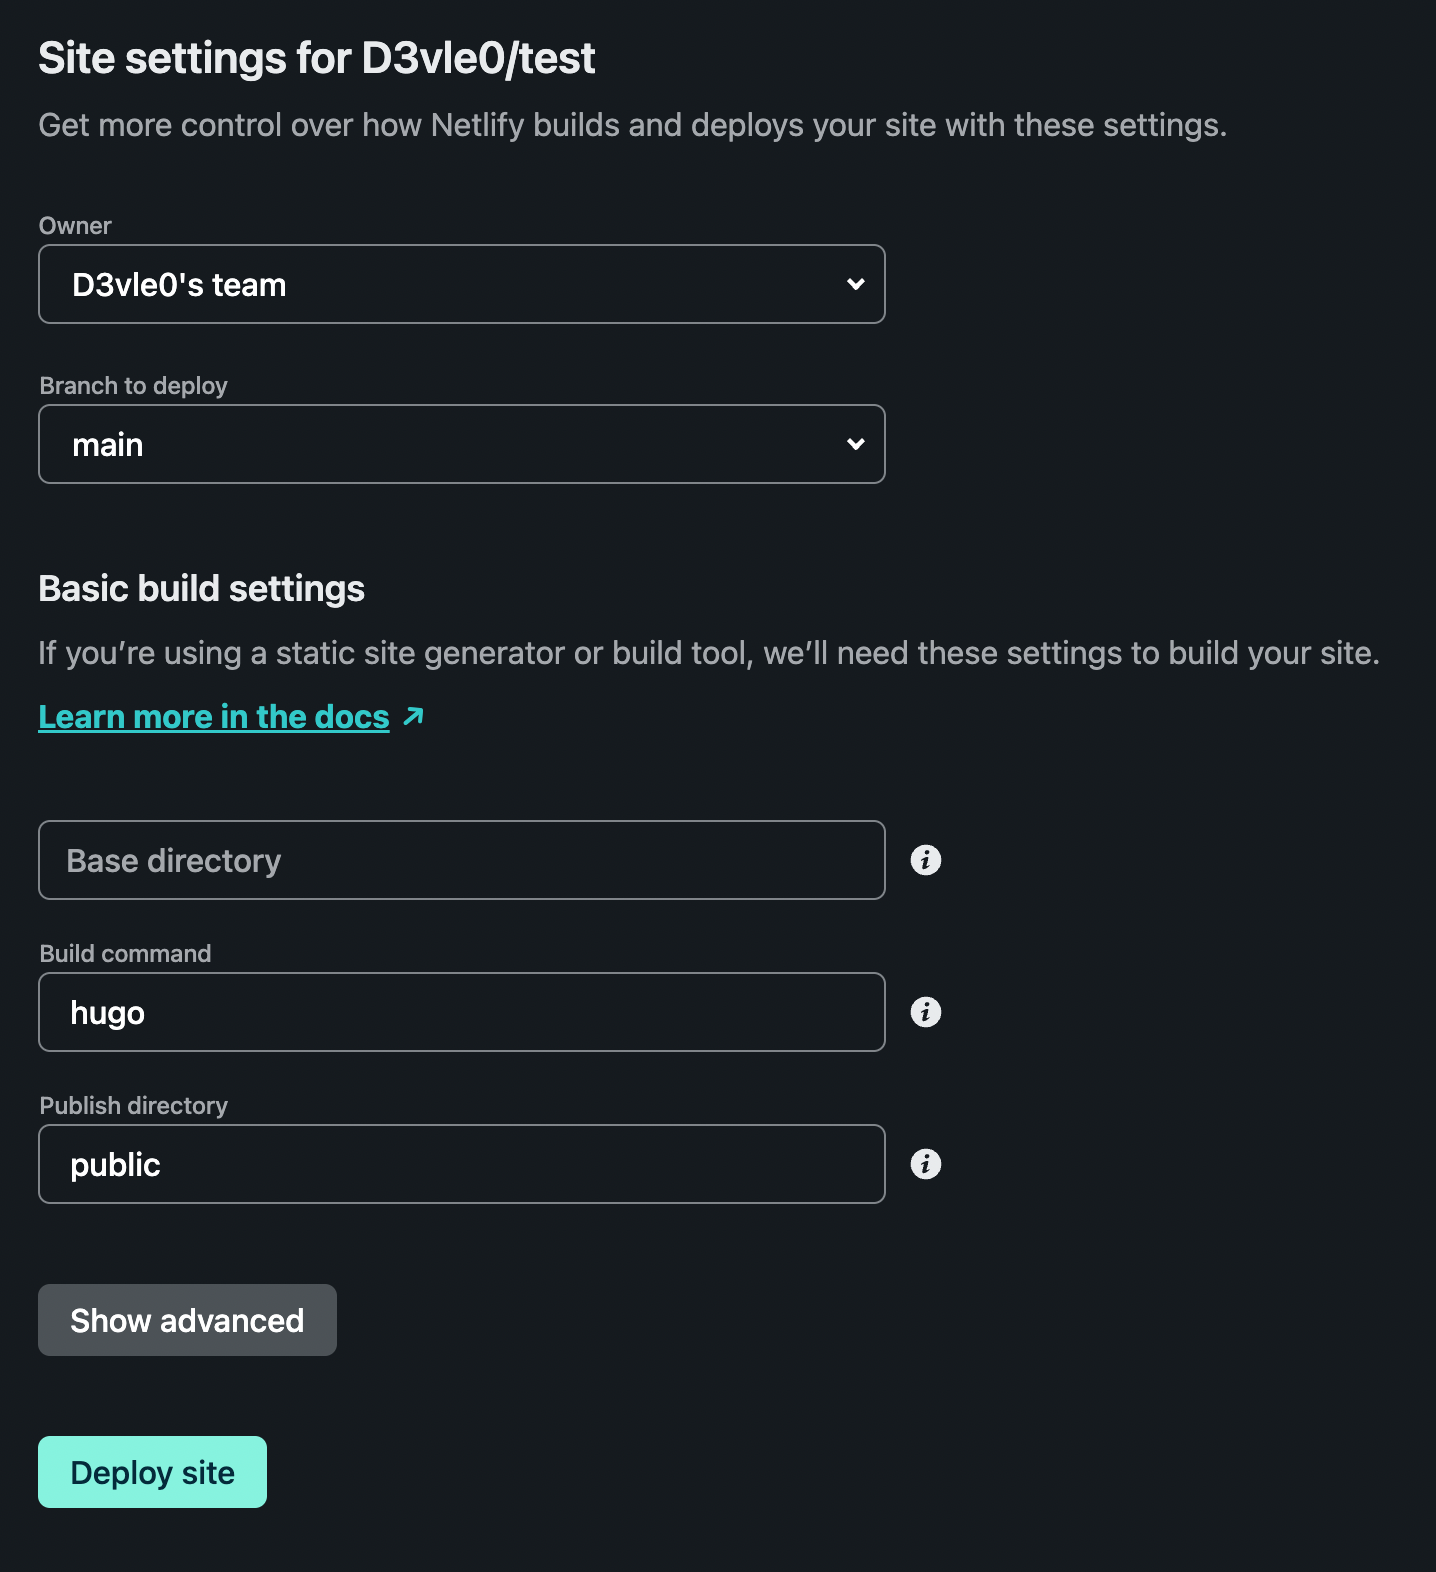 Site settings for D3vle0/test
Get more control over how Netlify builds and deploys your site with these settings.
Owner
D3vle0's team
Branch to deploy
main
Basic build settings
If you’re using a static site generator or build tool, we’ll need these settings to build your site.
Learn more in the docs
Base directory
Build command
hugo
Publish directory
public
Show advanced
Deploy site